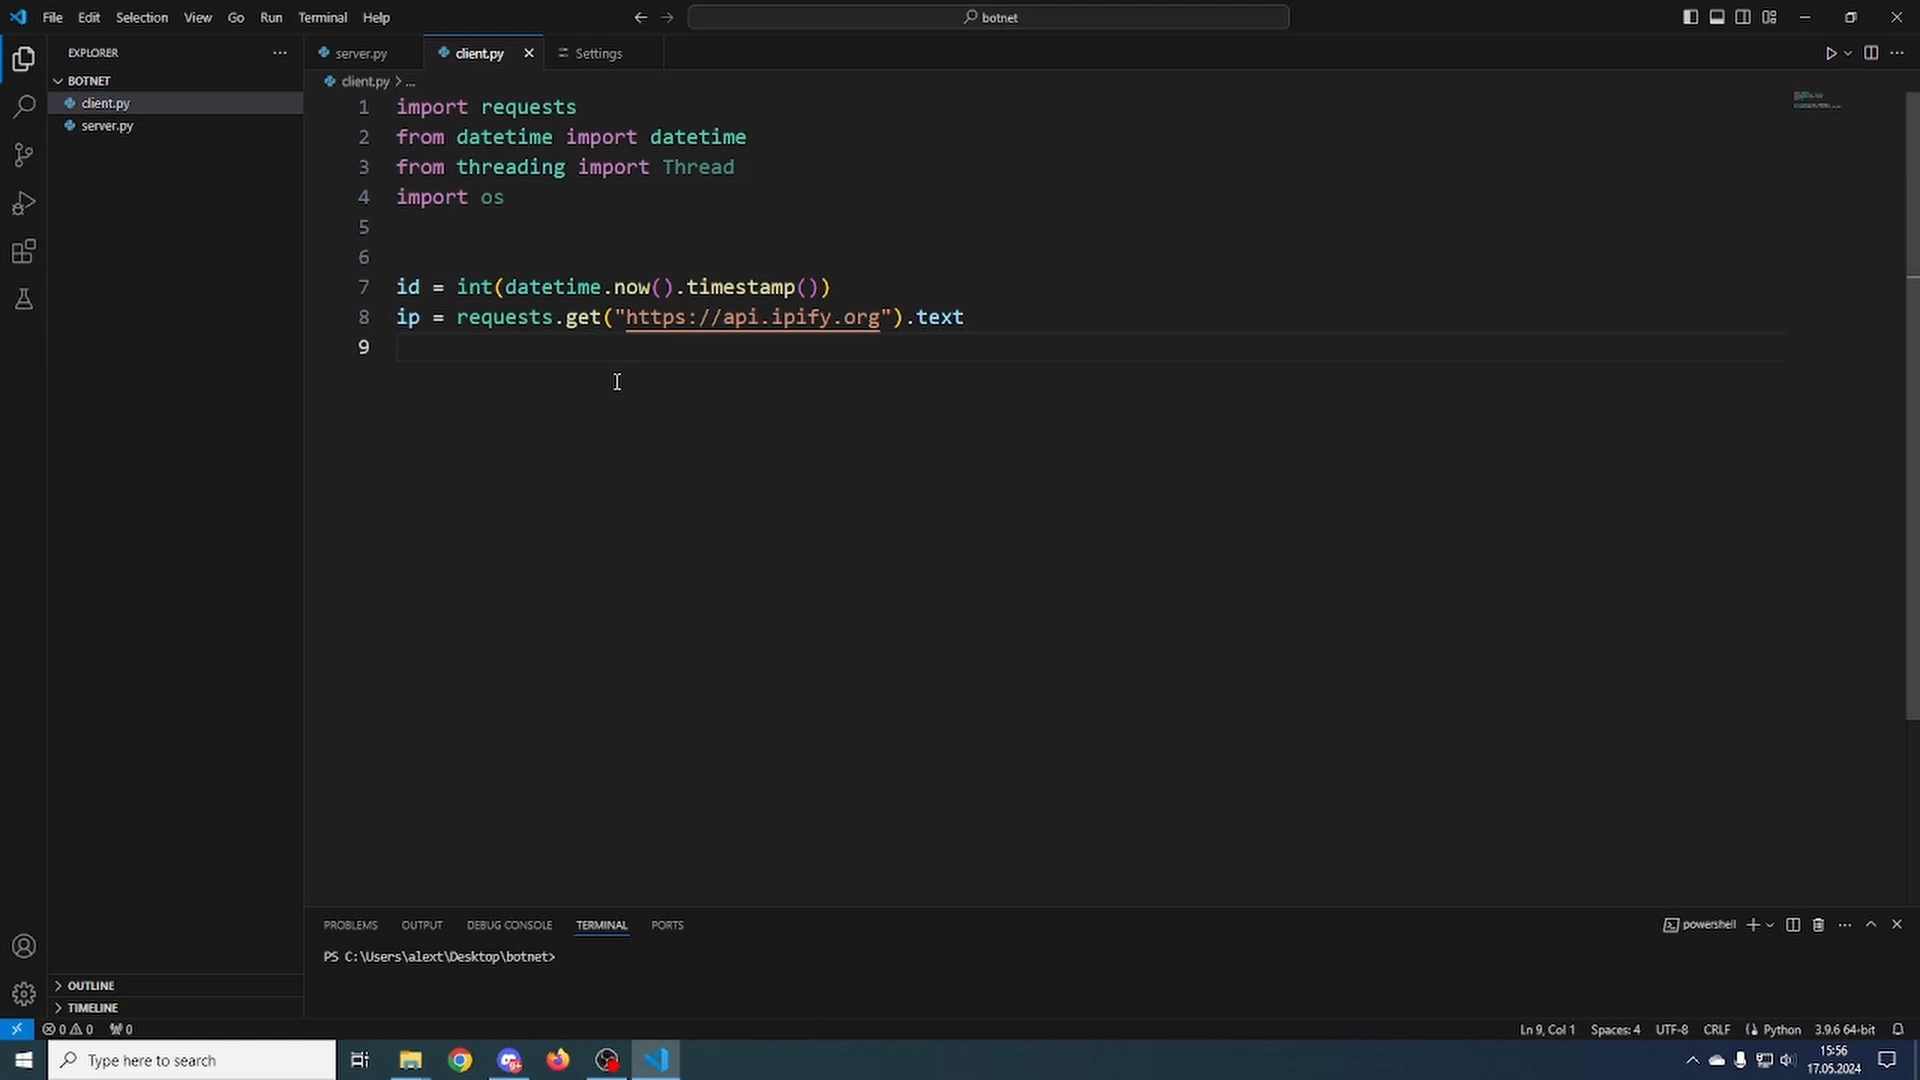 File Edit Selection View Go Run Terminal Help
botnet
EXPLORER
BOTNET
client.py
server.py
OUTLINE
TIMELINE
server.py
client.py
Settings
client.py > ...
1 import requests
2 from datetime import datetime
3 from threading import Thread
4 import os
5
6
7 id = int(datetime.now().timestamp())
8 ip = requests.get("https://api.ipify.org").text
9
PROBLEMS OUTPUT DEBUG CONSOLE TERMINAL PORTS
powershell
PS C:\Users\alext\Desktop\botnet>
0 0 0
Ln 9, Col 1 Spaces: 4 UTF-8 CRLF Python 3.9.6 64-bit
Type here to search
15:56
17.05.2024